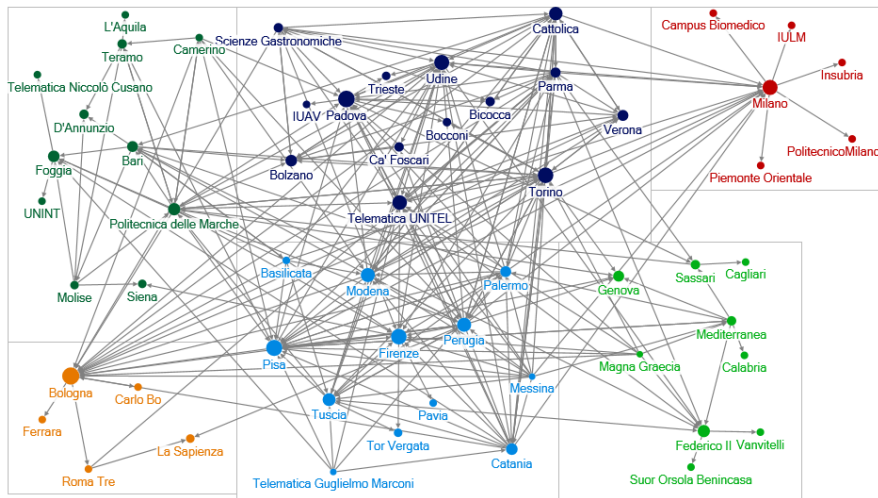 L'Aquila
Teramo
Camerino
Telematica Niccolò Cusano
D'Annunzio
Bari
Foggia
UNINT
Politecnica delle Marche
Molise
Siena
Scienze Gastronomiche
Cattolica
Udine
Trieste
Parma
IUAV
Padova
Bicocca
Bocconi
Verona
Ca' Foscari
Bolzano
Torino
Telematica UNITEL
Campus Biomedico
IULM
Insubria
Milano
PolitecnicoMilano
Piemonte Orientale
Basilicata
Modena
Palermo
Pisa
Firenze
Perugia
Messina
Tuscia
Pavia
Tor Vergata
Catania
Telematica Guglielmo Marconi
Genova
Sassari
Cagliari
Mediterranea
Magna Graecia
Calabria
Federico II
Vanvitelli
Suor Orsola Benincasa
Bologna
Carlo Bo
Ferrara
La Sapienza
Roma Tre